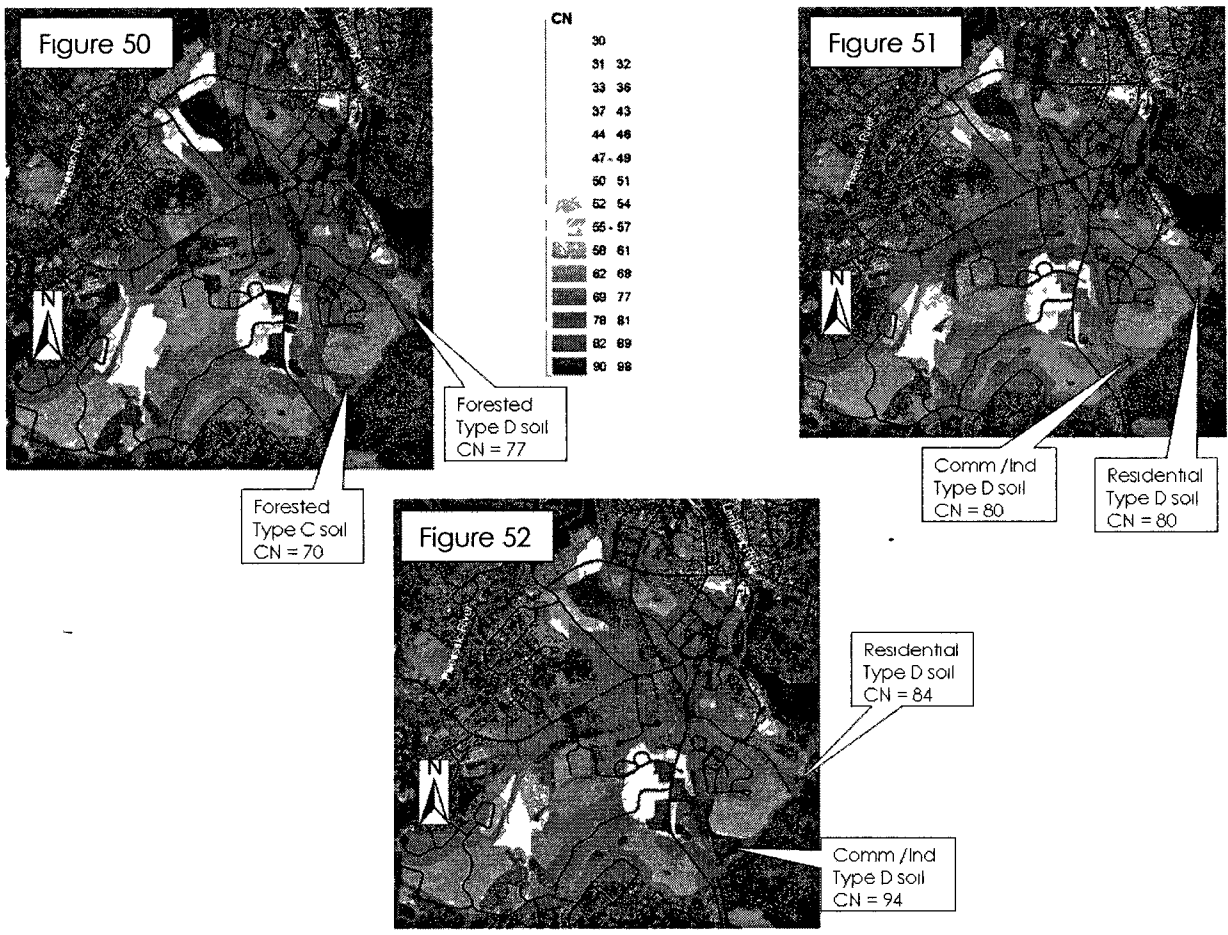 Figure 50
N
Forested
Type D soil
CN = 77
Forested
Type C soil
CN = 70
CN
30
31 32
33 36
37 43
44 46
47 - 49
50 51
52 54
55 - 57
58 61
62 68
69 77
78 81
82 89
90 98
Figure 51
N
Comm /Ind
Type D soil
CN = 80
Residential
Type D soil
CN = 80
Figure 52
N
Residential
Type D soil
CN = 84
Comm /Ind
Type D soil
CN = 94